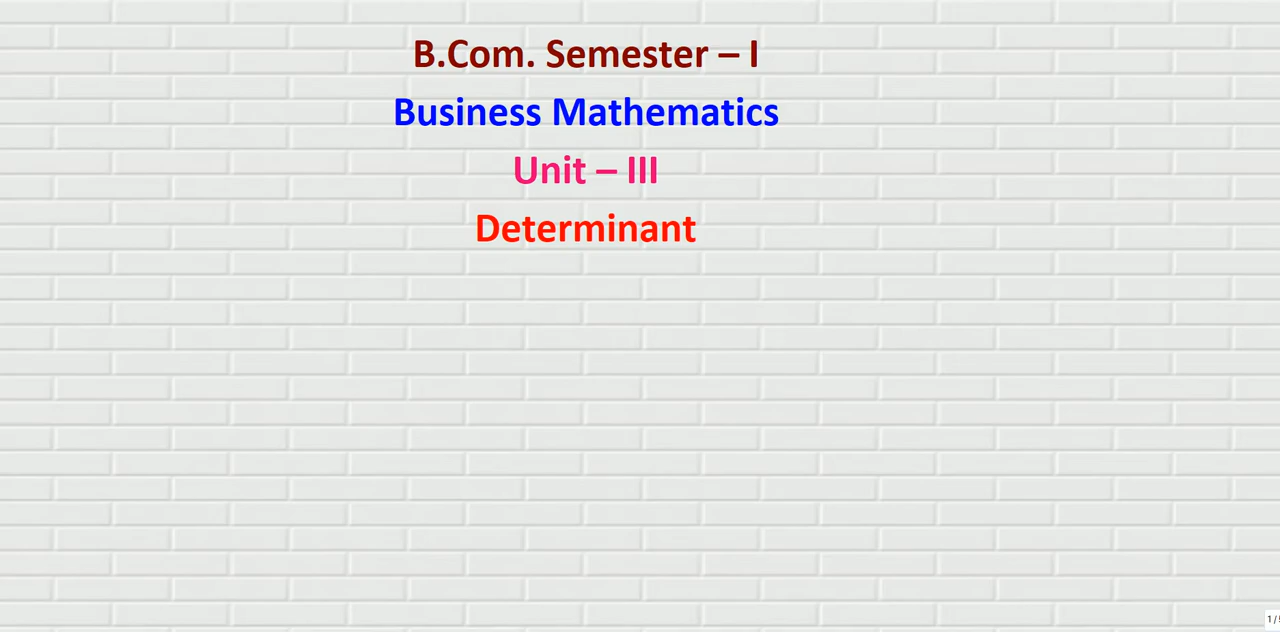 B.Com. Semester – I
Business Mathematics
Unit – III
Determinant